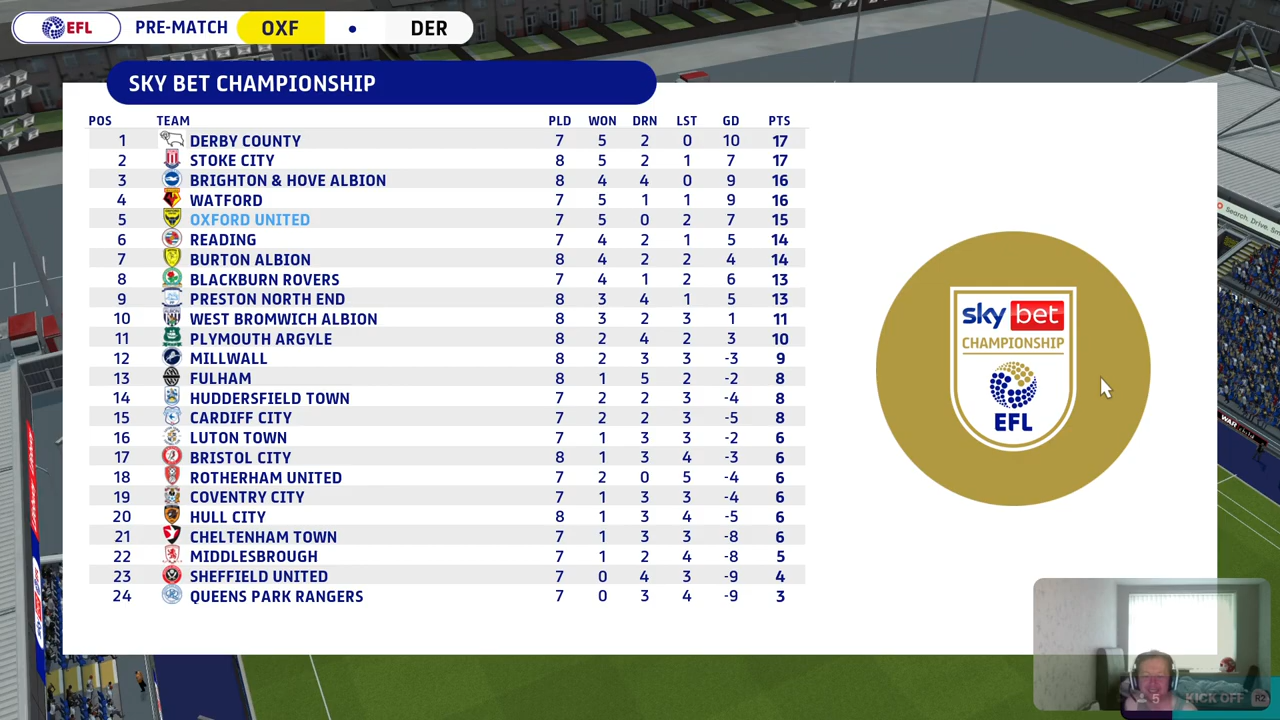 EFL PRE-MATCH OXF • DER
SKY BET CHAMPIONSHIP
POS TEAM PLD WON DRN LST GD PTS
1 DERBY COUNTY 7 5 2 0 10 17
2 STOKE CITY 8 5 2 1 7 17
3 BRIGHTON & HOVE ALBION 8 4 4 0 9 16
4 WATFORD 7 5 1 1 9 16
5 OXFORD UNITED 7 5 0 2 7 15
6 READING 7 4 2 1 5 14
7 BURTON ALBION 8 4 2 2 4 14
8 BLACKBURN ROVERS 7 4 1 2 6 13
9 PRESTON NORTH END 8 3 4 1 5 13
10 WEST BROMWICH ALBION 8 3 2 3 1 11
11 PLYMOUTH ARGYLE 8 2 4 2 3 10
12 MILLWALL 8 2 3 3 -3 9
13 FULHAM 8 1 5 2 -2 8
14 HUDDERSFIELD TOWN 7 2 2 3 -4 8
15 CARDIFF CITY 7 2 2 3 -5 8
16 LUTON TOWN 7 1 3 3 -2 6
17 BRISTOL CITY 8 1 3 4 -3 6
18 ROTHERHAM UNITED 7 2 0 5 -4 6
19 COVENTRY CITY 7 1 3 3 -4 6
20 HULL CITY 8 1 3 4 -5 6
21 CHELTENHAM TOWN 7 1 3 3 -8 6
22 MIDDLESBROUGH 7 1 2 4 -8 5
23 SHEFFIELD UNITED 7 0 4 3 -9 4
24 QUEENS PARK RANGERS 7 0 3 4 -9 3
sky bet
CHAMPIONSHIP
EFL
Search. Drive.
WAR child
5 KICK OFF R2